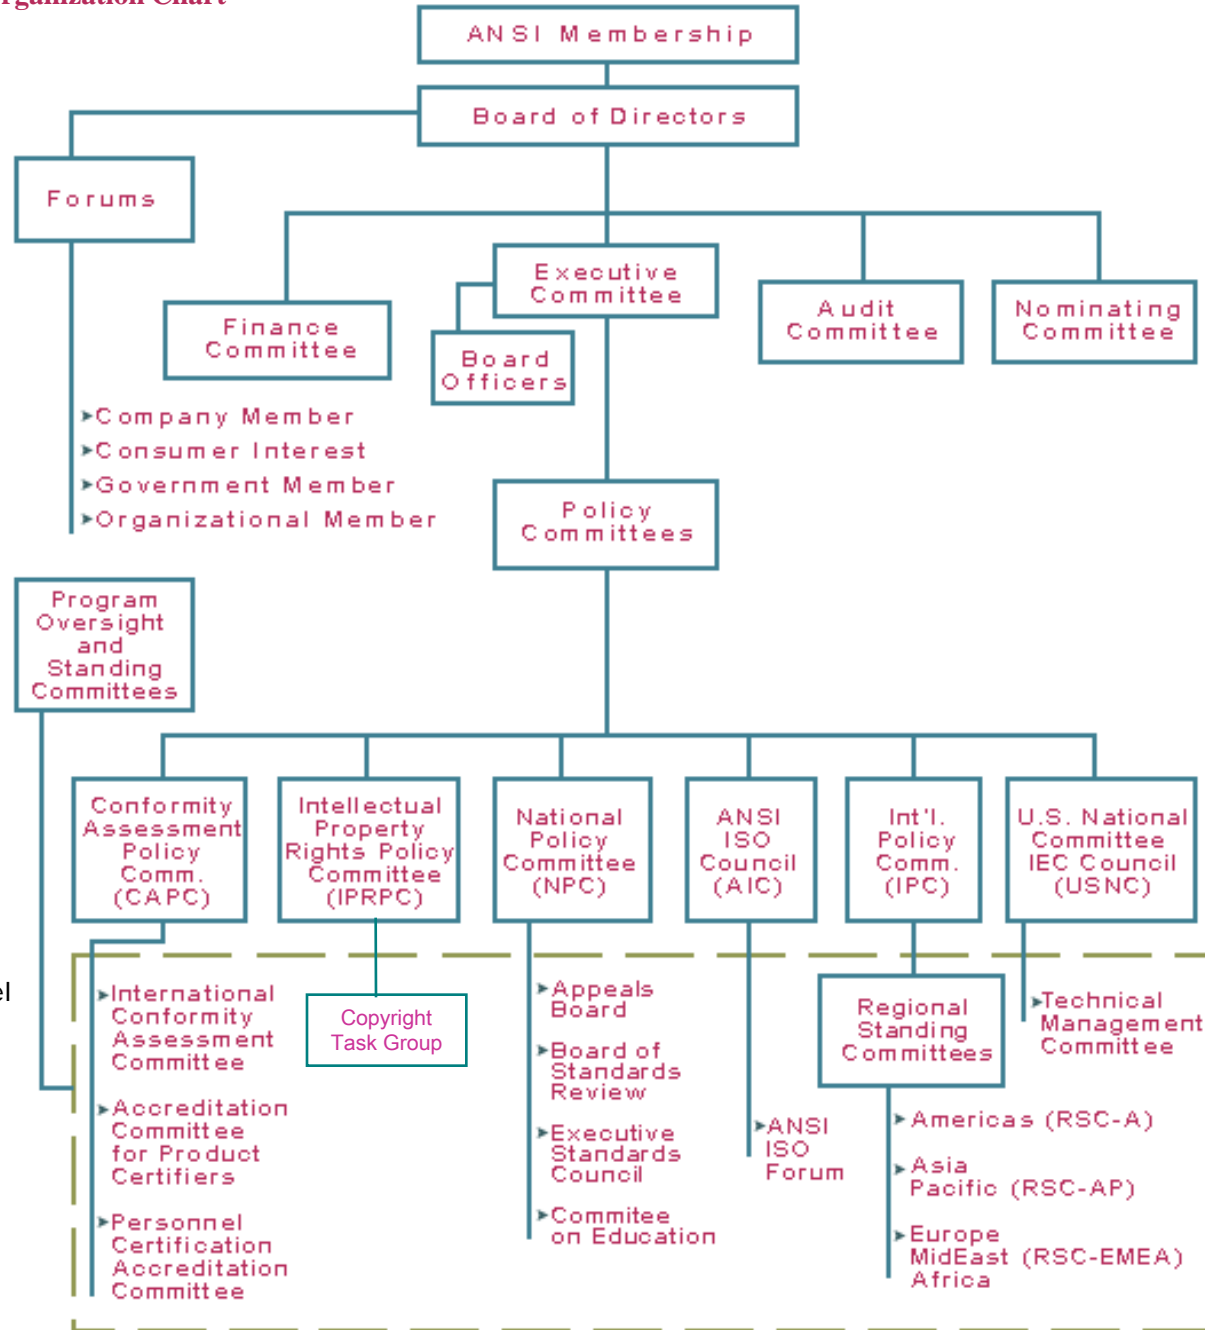 rganization Chart
ANSI Membership
Board of Directors
Forums
Executive
Committee
Finance
Committee
Audit
Committee
Nominating
Committee
Board
Officers
Company Member
Consumer Interest
Government Member
Organizational Member
Policy
Committees
Program
Oversight
and
Standing
Committees
Conformity
Assessment
Policy
Comm.
(CAPC)
Intellectual
Property
Rights Policy
Committee
(IPRPC)
National
Policy
Committee
(NPC)
ANSI
ISO
Council
(AIC)
Int'l.
Policy
Comm.
(IPC)
U.S. National
Committee
IEC Council
(USNC)
el
International
Conformity
Assessment
Committee
Accreditation
Committee
for Product
Certifiers
Personnel
Certification
Accreditation
Committee
Copyright
Task Group
Appeals
Board
Board of
Standards
Review
Executive
Standards
Council
Commitee
on Education
ANSI
ISO
Forum
Regional
Standing
Committees
Americas (RSC-A)
Asia
Pacific (RSC-AP)
Europe
MidEast (RSC-EMEA)
Africa
Technical
Management
Committee